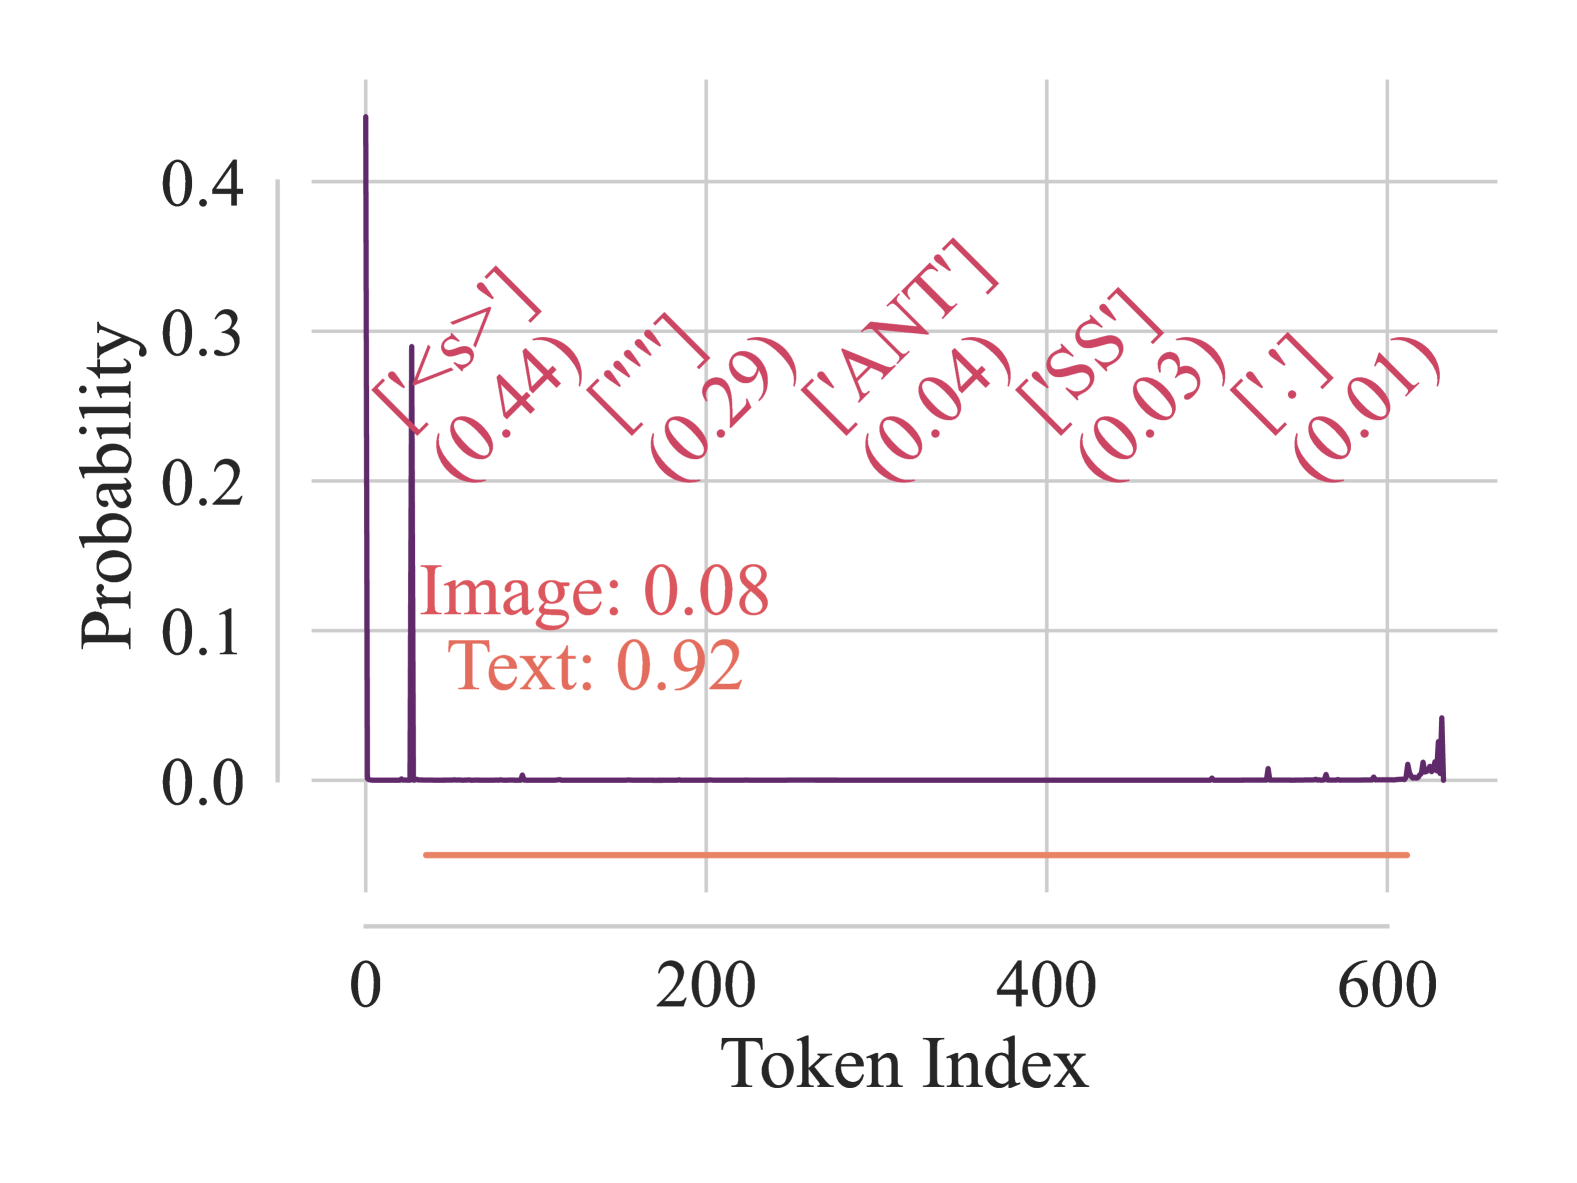 0.4
0.3
0.2
0.1
0.0
Probability
['<s>']
(0.44)
['""']
(0.29)
['ANT']
(0.04)
['SS']
(0.03)
['.']
(0.01)
Image: 0.08
Text: 0.92
0 200 400 600
Token Index